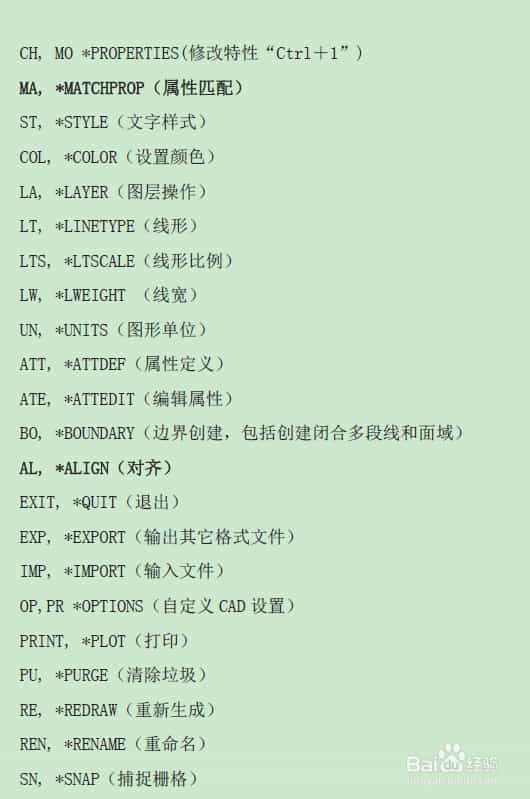 CH, MO *PROPERTIES(修改特性“Ctrl＋1”)
MA, *MATCHPROP（属性匹配）
ST, *STYLE（文字样式）
COL, *COLOR（设置颜色）
LA, *LAYER（图层操作）
LT, *LINETYPE（线形）
LTS, *LTSCALE（线形比例）
LW, *LWEIGHT （线宽）
UN, *UNITS（图形单位）
ATT, *ATTDEF（属性定义）
ATE, *ATTEDIT（编辑属性）
BO, *BOUNDARY（边界创建，包括创建闭合多段线和面域）
AL, *ALIGN（对齐）
EXIT, *QUIT（退出）
EXP, *EXPORT（输出其它格式文件）
IMP, *IMPORT（输入文件）
OP,PR *OPTIONS（自定义 CAD 设置）
PRINT, *PLOT（打印）
PU, *PURGE（清除垃圾）
RE, *REDRAW（重新生成）
REN, *RENAME（重命名）
SN, *SNAP（捕捉栅格）
Baidu经验
jingyan.baidu.com